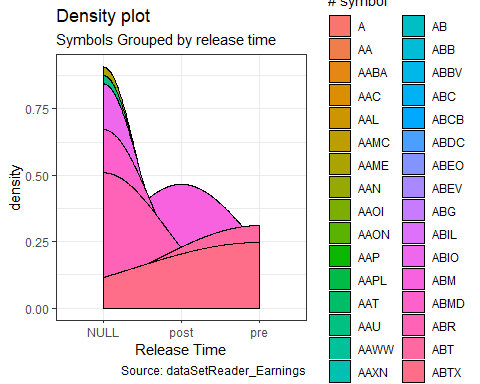 Density plot
Symbols Grouped by release time
# symbol
A
AA
AABA
AAC
AAL
AAMC
AAME
AAN
AAOI
AAON
AAP
AAPL
AAT
AAU
AAWW
AAXN
AB
ABB
ABBV
ABC
ABCB
ABDC
ABEO
ABEV
ABG
ABIL
ABIO
ABM
ABMD
ABR
ABT
ABTX
density
0.75
0.50
0.25
0.00
NULL post pre
Release Time
Source: dataSetReader_Earnings